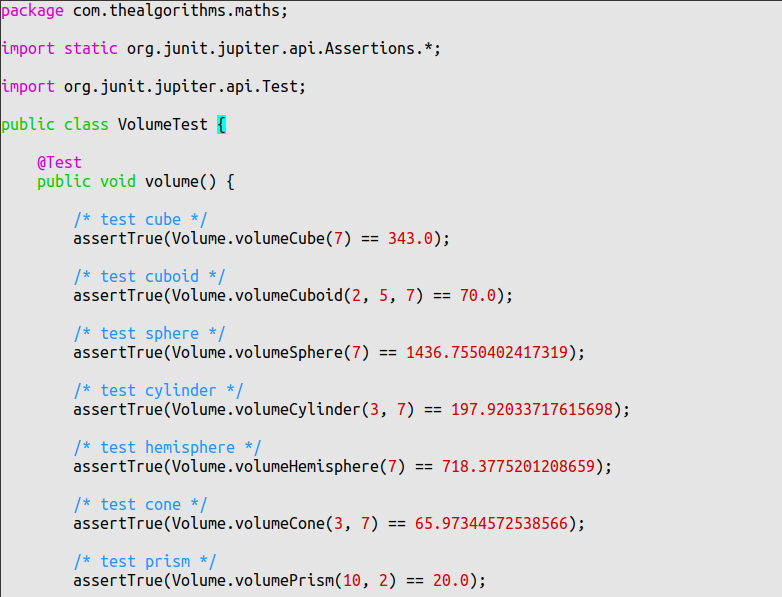 package com.thealgorithms.maths;
import static org.junit.jupiter.api.Assertions.*;
import org.junit.jupiter.api.Test;
public class VolumeTest {
@Test
public void volume() {
/* test cube */
assertTrue(Volume.volumeCube(7) == 343.0);
/* test cuboid */
assertTrue(Volume.volumeCuboid(2, 5, 7) == 70.0);
/* test sphere */
assertTrue(Volume.volumeSphere(7) == 1436.7550402417319);
/* test cylinder */
assertTrue(Volume.volumeCylinder(3, 7) == 197.92033717615698);
/* test hemisphere */
assertTrue(Volume.volumeHemisphere(7) == 718.3775201208659);
/* test cone */
assertTrue(Volume.volumeCone(3, 7) == 65.97344572538566);
/* test prism */
assertTrue(Volume.volumePrism(10, 2) == 20.0);